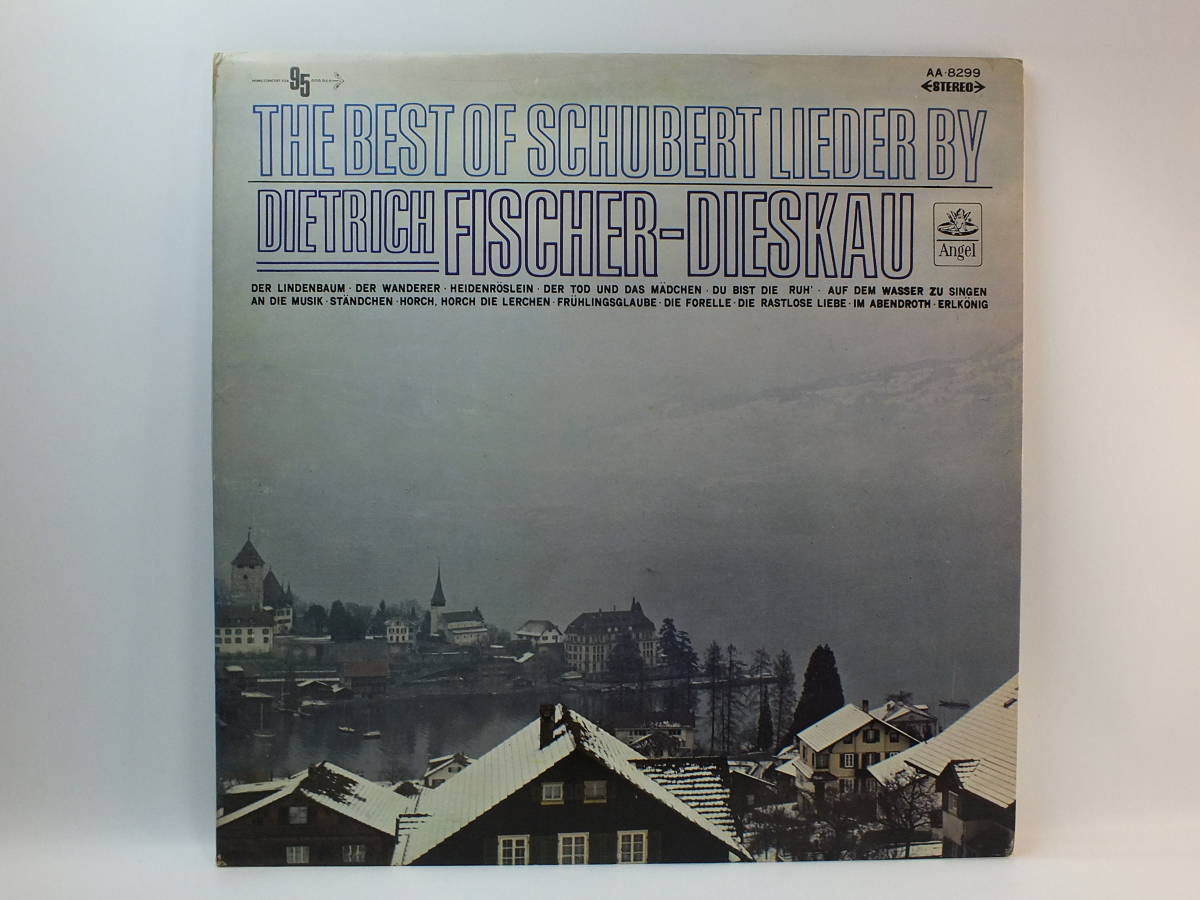 95
AA-8299
STEREO
THE BEST OF SCHUBERT LIEDER BY
DIETRICH FISCHER-DIESKAU
Angel
DER LINDENBAUM · DER WANDERER · HEIDENRÖSLEIN · DER TOD UND DAS MÄDCHEN · DU BIST DIE RUH' · AUF DEM WASSER ZU SINGEN
AN DIE MUSIK · STÄNDCHEN · HORCH, HORCH DIE LERCHEN · FRÜHLINGSGLAUBE · DIE FORELLE · DIE RASTLOSE LIEBE · IM ABENDROTH · ERLKÖNIG